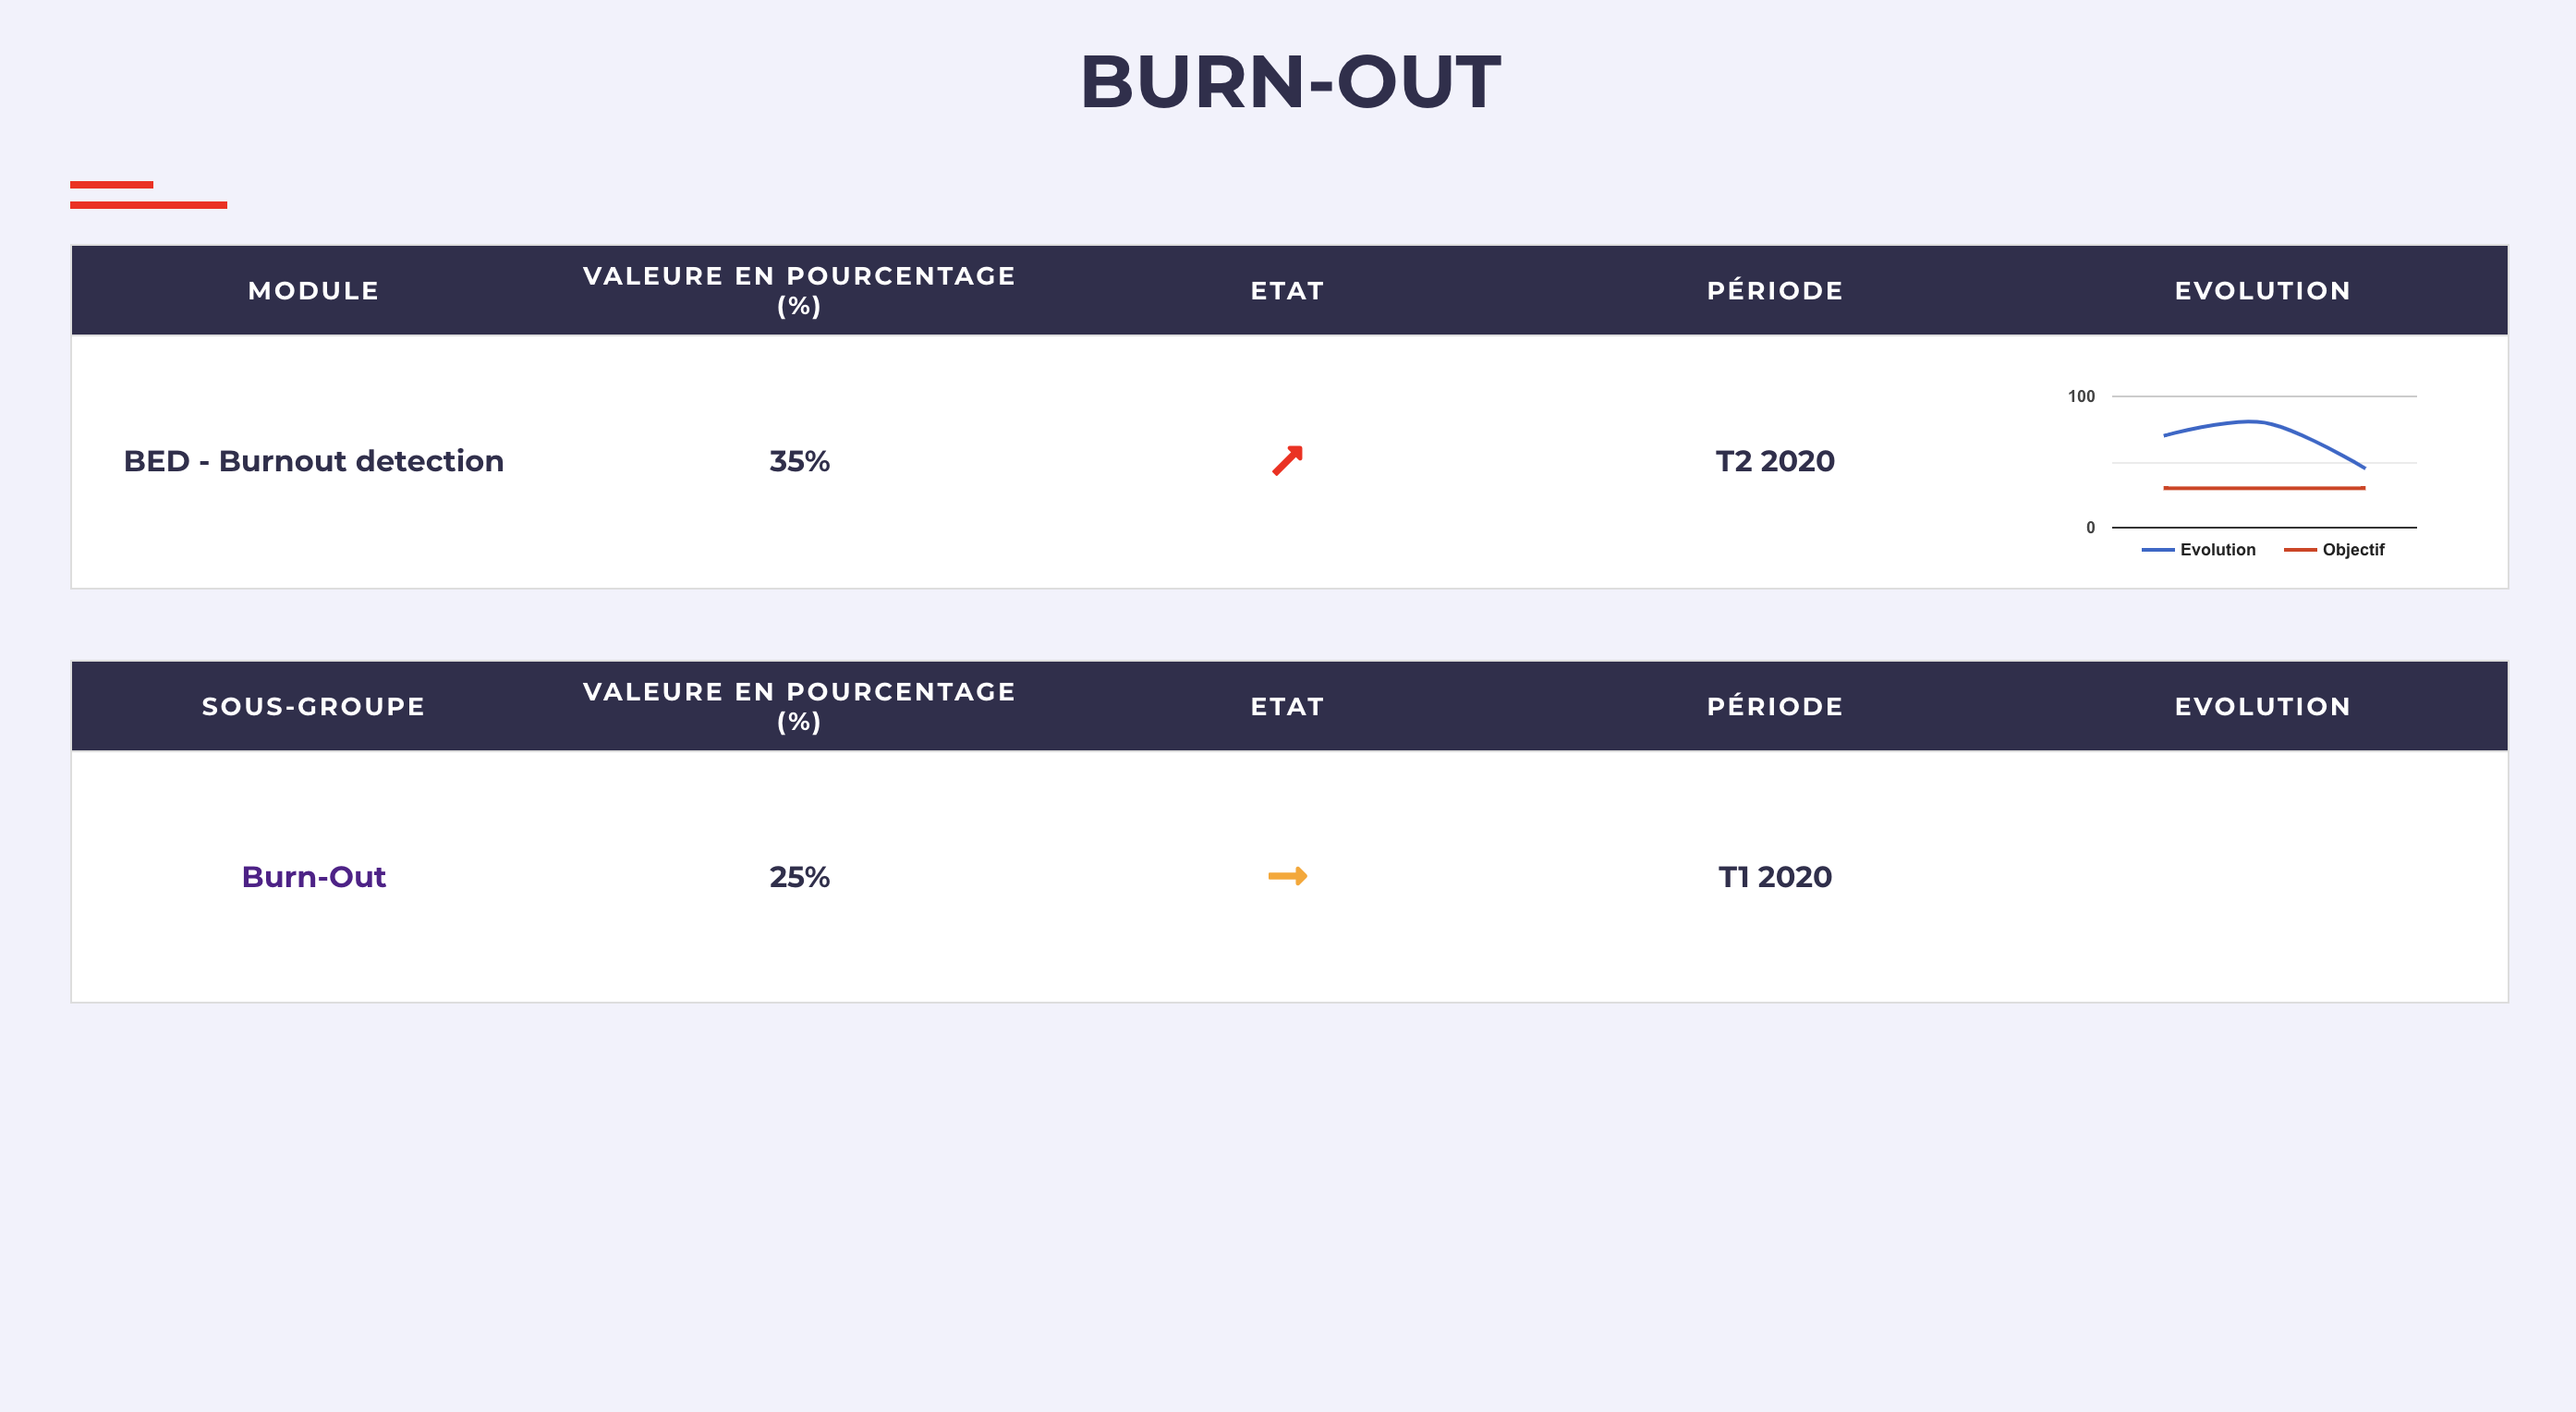 BURN-OUT
MODULE
VALEURE EN POURCENTAGE
(%)
ETAT
PÉRIODE
EVOLUTION
BED - Burnout detection
35%
T2 2020
100
0
Evolution
Objectif
SOUS-GROUPE
VALEURE EN POURCENTAGE
(%)
ETAT
PÉRIODE
EVOLUTION
Burn-Out
25%
T1 2020